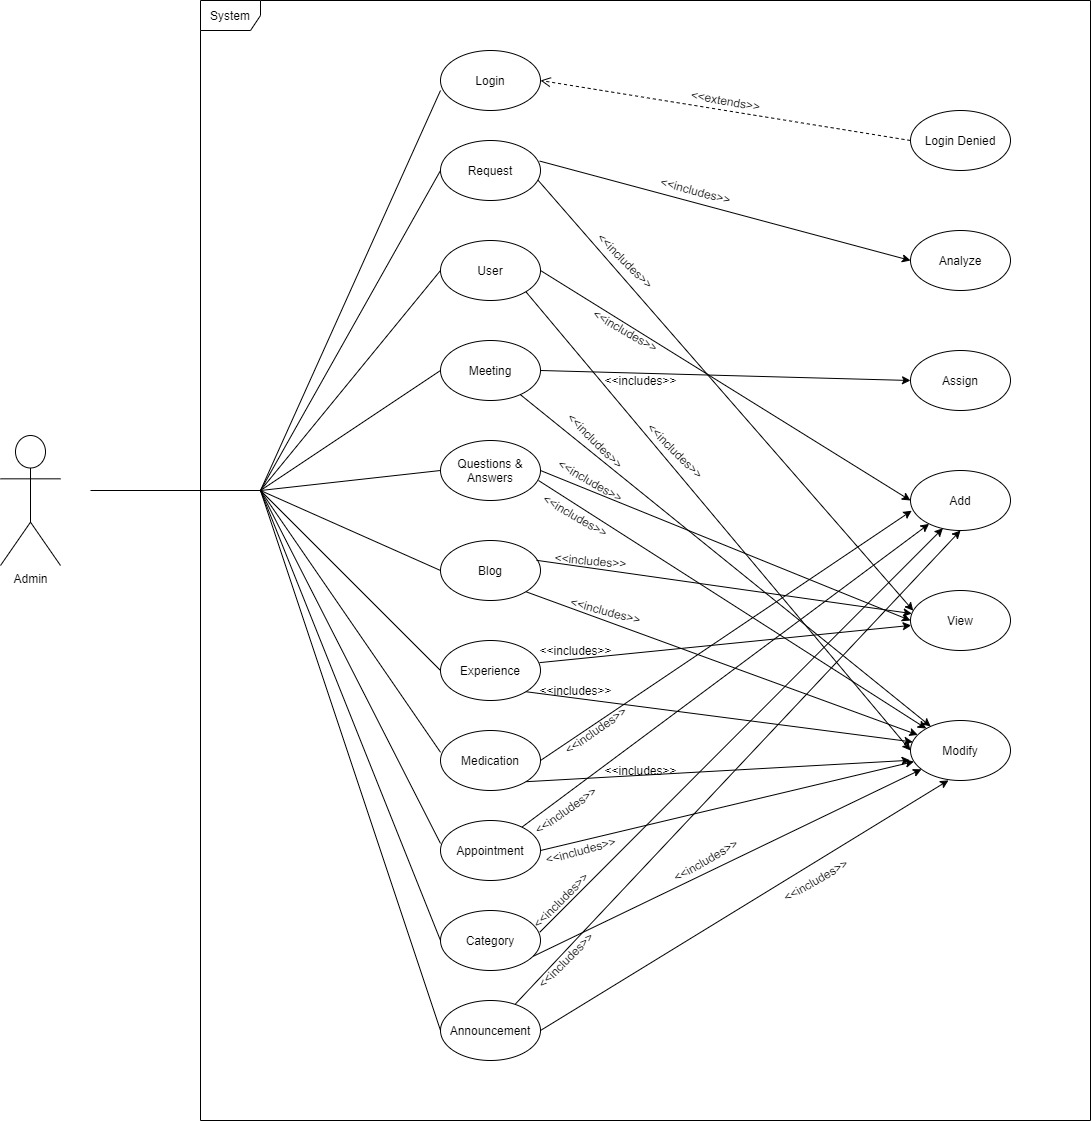 System
Login
<<extends>>
Login Denied
Request
<<includes>>
<<includes>>
Analyze
User
<<includes>>
Meeting
<<includes>>
Assign
<<includes>>
<<includes>>
Questions &
Answers
<<includes>>
<<includes>>
Add
Blog
<<includes>>
<<includes>>
View
Admin
Experience
<<includes>>
<<includes>>
<<includes>>
Modify
Medication
<<includes>>
<<includes>>
Appointment
<<includes>>
<<includes>>
<<includes>>
<<includes>>
Category
<<includes>>
Announcement